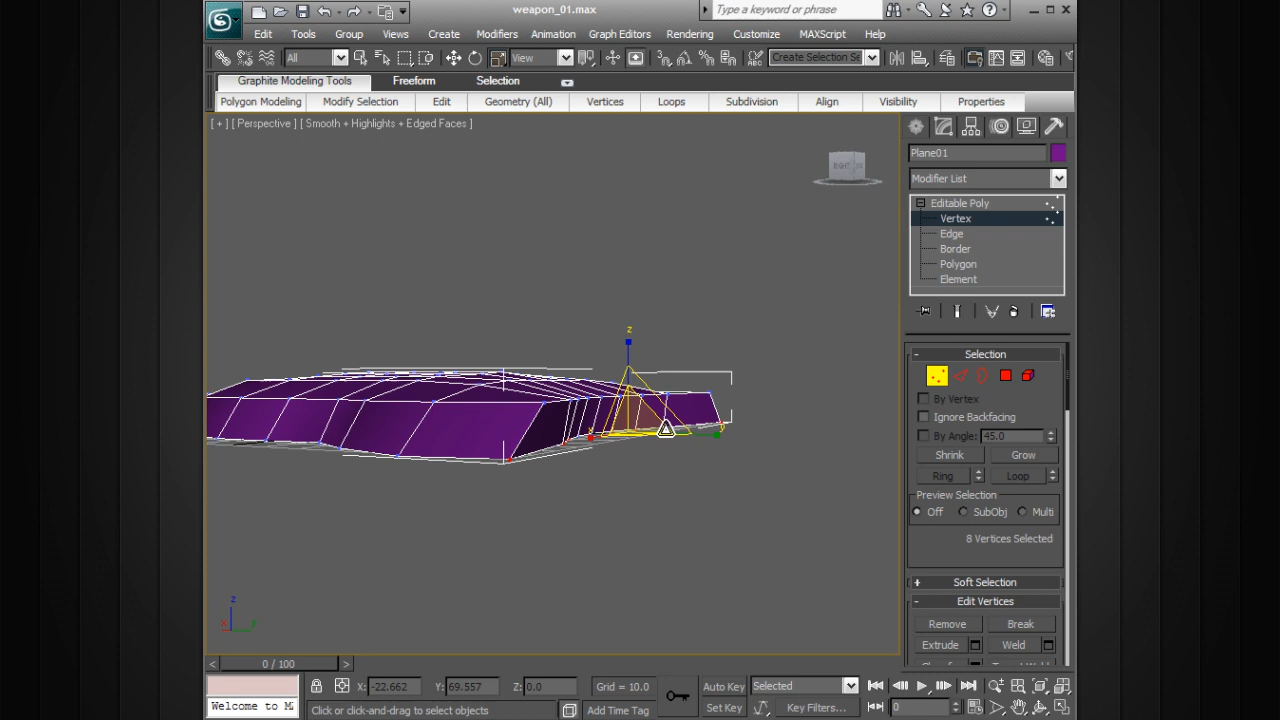 weapon_01.max
Type a keyword or phrase
Edit Tools Group Views Create Modifiers Animation Graph Editors Rendering Customize MAXScript Help
All
View
Create Selection Se
Graphite Modeling Tools Freeform Selection
Polygon Modeling Modify Selection Edit Geometry (All) Vertices Loops Subdivision Align Visibility Properties
[ + ] [ Perspective ] [ Smooth + Highlights + Edged Faces ]
Plane01
Modifier List
Editable Poly
Vertex
Edge
Border
Polygon
Element
z
x
y
Selection
By Vertex
Ignore Backfacing
By Angle: 45.0
Shrink Grow
Ring Loop
Preview Selection
Off SubObj Multi
8 Vertices Selected
Soft Selection
Edit Vertices
Remove Break
Extrude Weld
z
x
y
0 / 100
X: -22.662 Y: 69.557 Z: 0.0 Grid = 10.0 Auto Key Selected
Welcome to M
Click or click-and-drag to select objects Add Time Tag Set Key Key Filters... 0